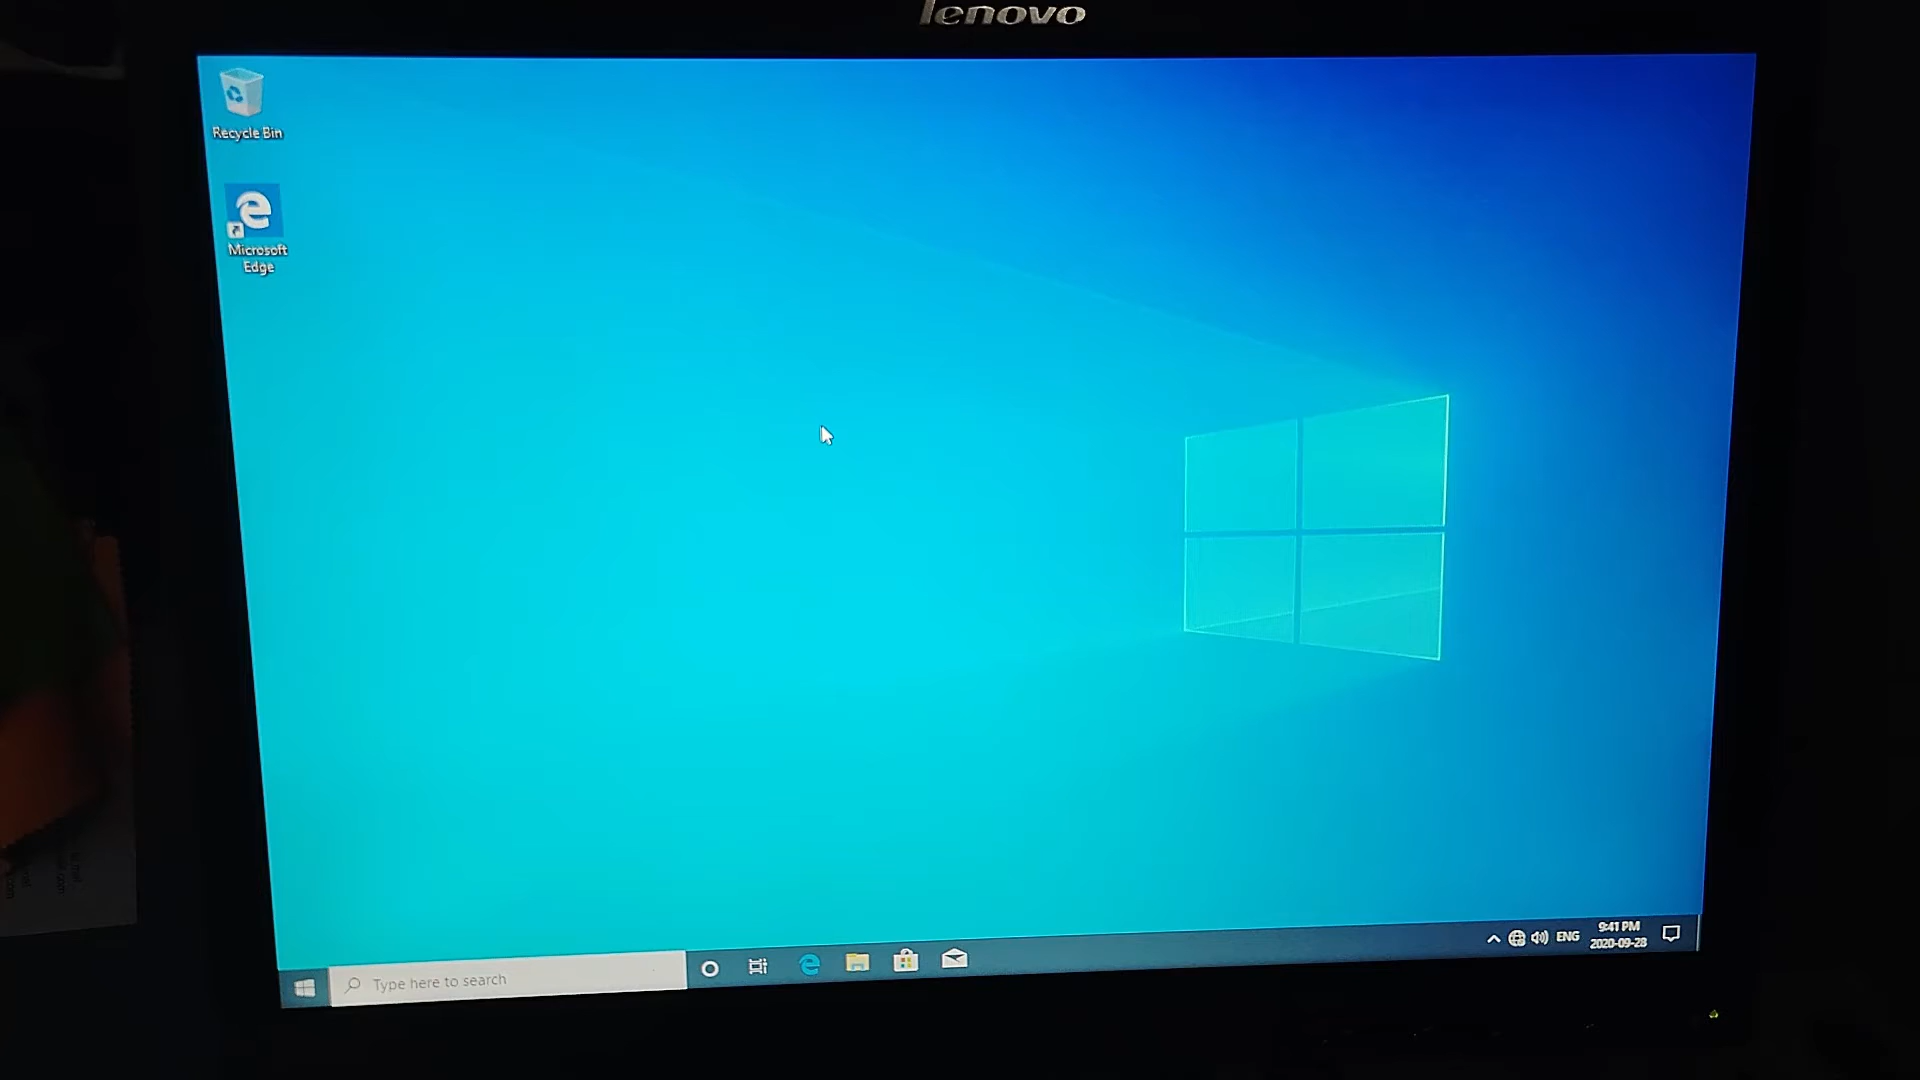 lenovo
Recycle Bin
Microsoft
Edge
Type here to search
ENG
9:41 PM
2020-09-28